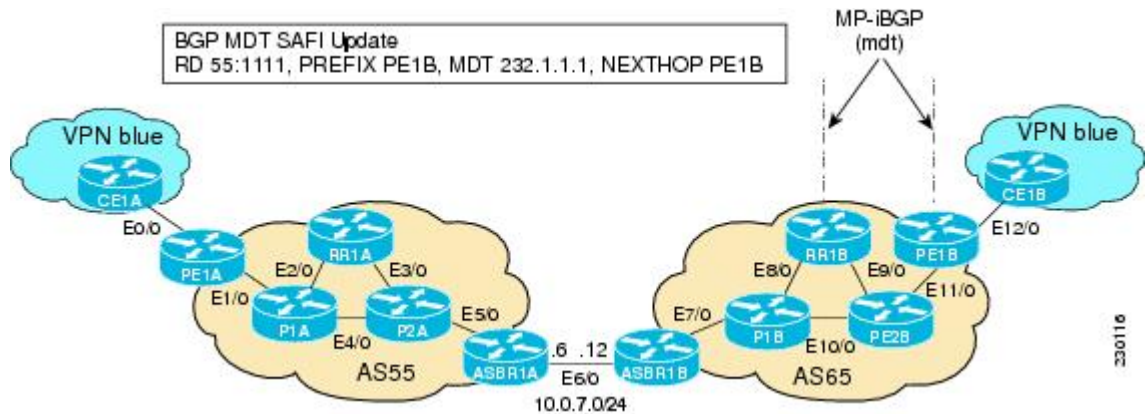 MP-iBGP
(mdt)
BGP MDT SAFI Update
RD 55:1111, PREFIX PE1B, MDT 232.1.1.1, NEXTHOP PE1B
VPN blue
VPN blue
CE1A
CE1B
E0/0
E12/0
RR1A
RR1B
PE1B
PE1A
E2/0
E3/0
E8/0
E9/0
E1/0
E11/0
P1A
P2A
E5/0
E7/0
P1B
PE2B
E4/0
E10/0
ASBR1A
.6
.12
ASBR1B
AS55
E6/0
AS65
10.0.7.0/24
230116